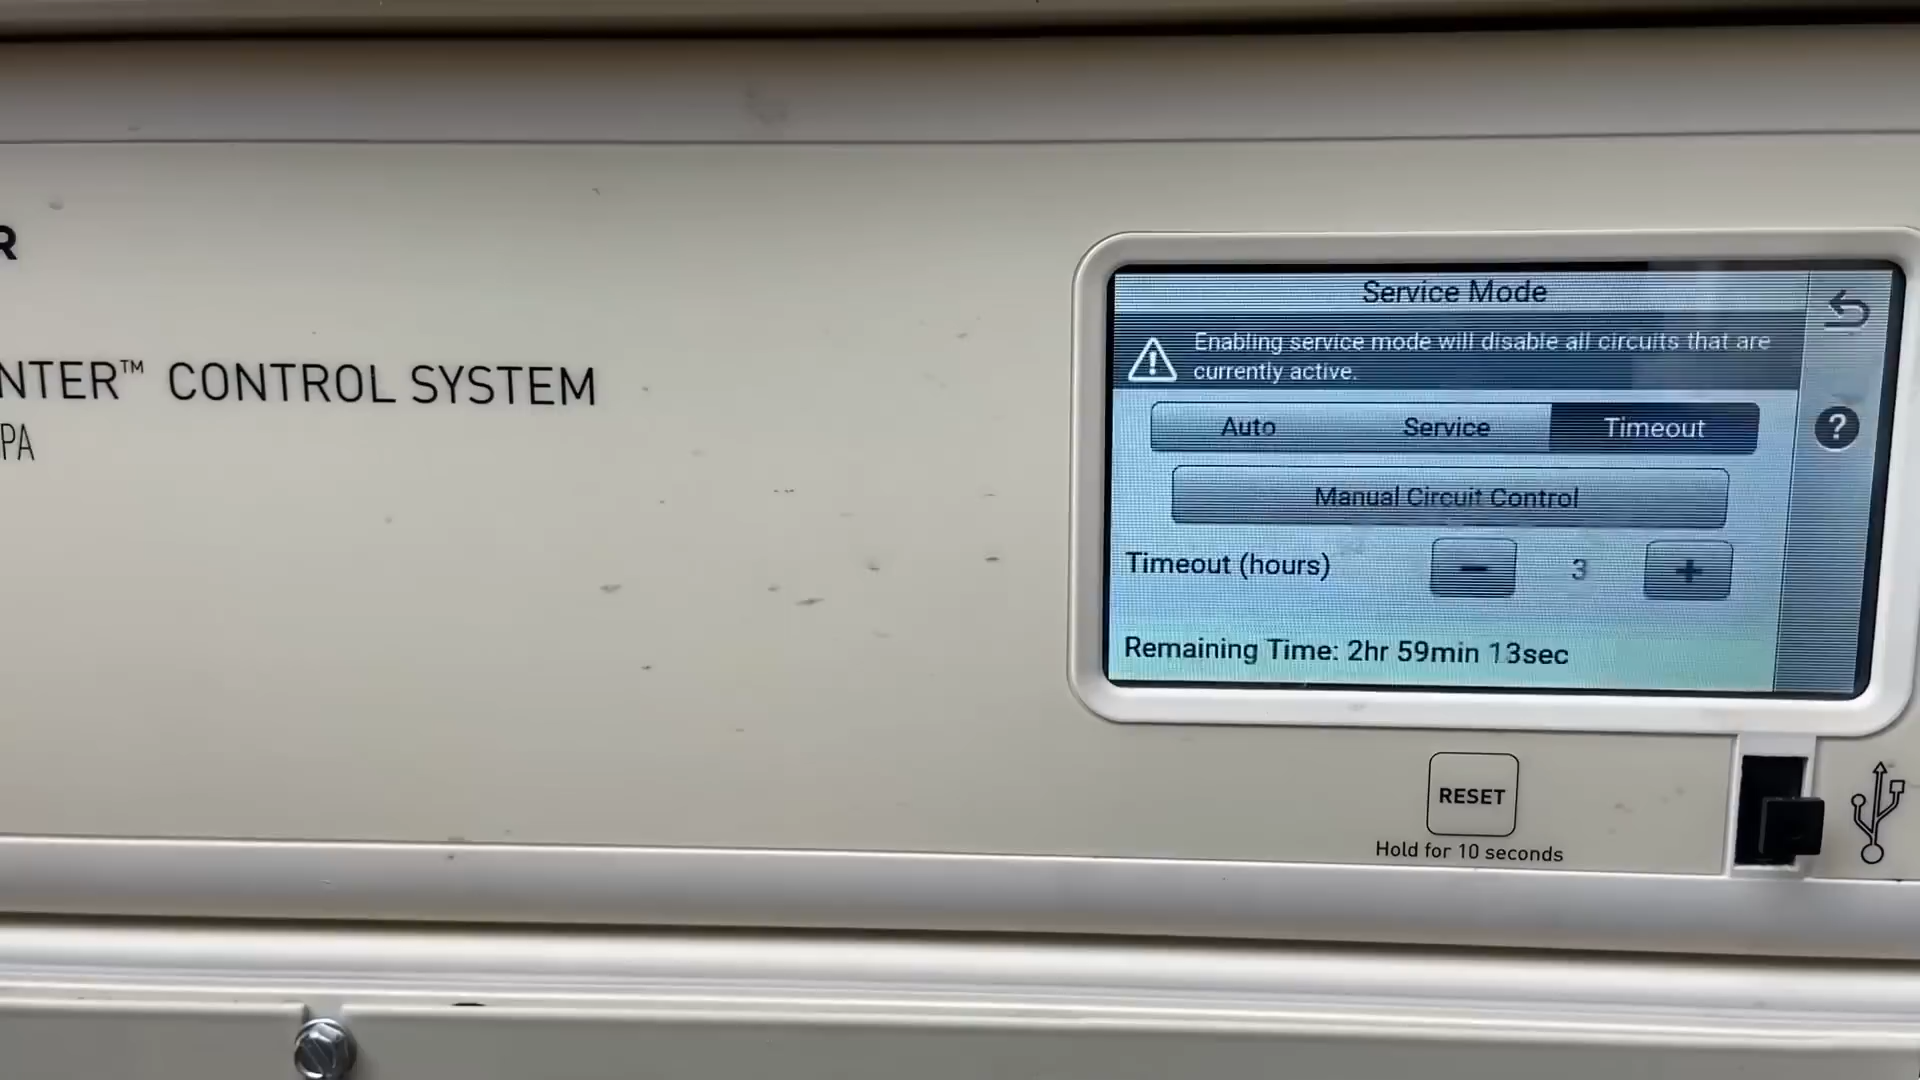 R
NTER™ CONTROL SYSTEM
PA
Service Mode
Enabling service mode will disable all circuits that are
currently active.
Auto Service Timeout
Manual Circuit Control
Timeout (hours) − 3 +
Remaining Time: 2hr 59min 13sec
?
RESET
Hold for 10 seconds